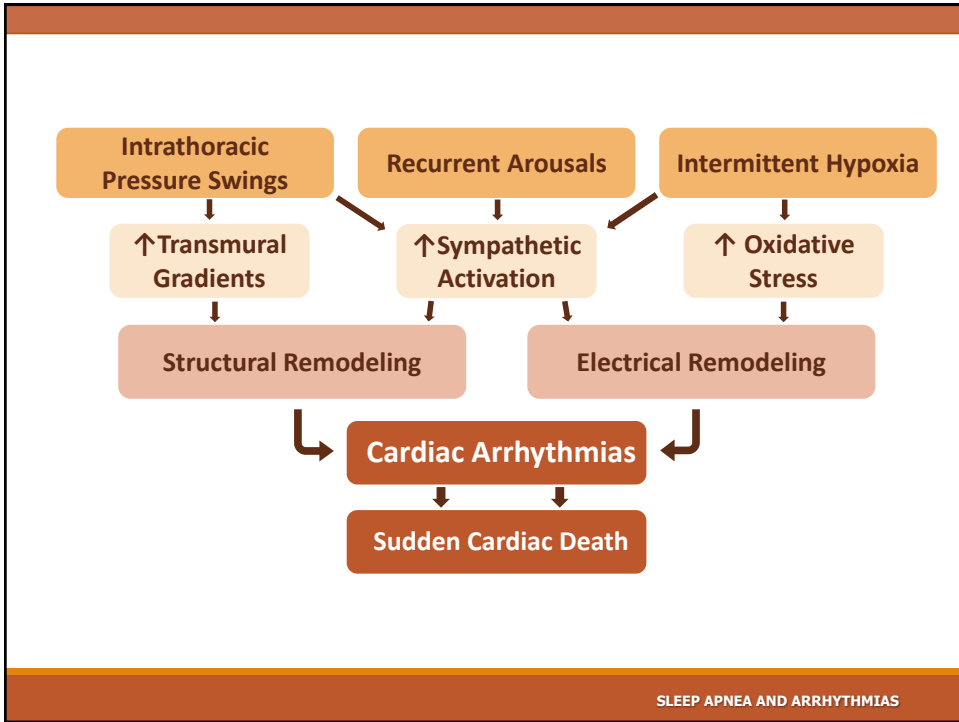 Intrathoracic
Pressure Swings
Recurrent Arousals
Intermittent Hypoxia
↑Transmural
Gradients
↑Sympathetic
Activation
↑ Oxidative
Stress
Structural Remodeling
Electrical Remodeling
Cardiac Arrhythmias
Sudden Cardiac Death
SLEEP APNEA AND ARRHYTHMIAS